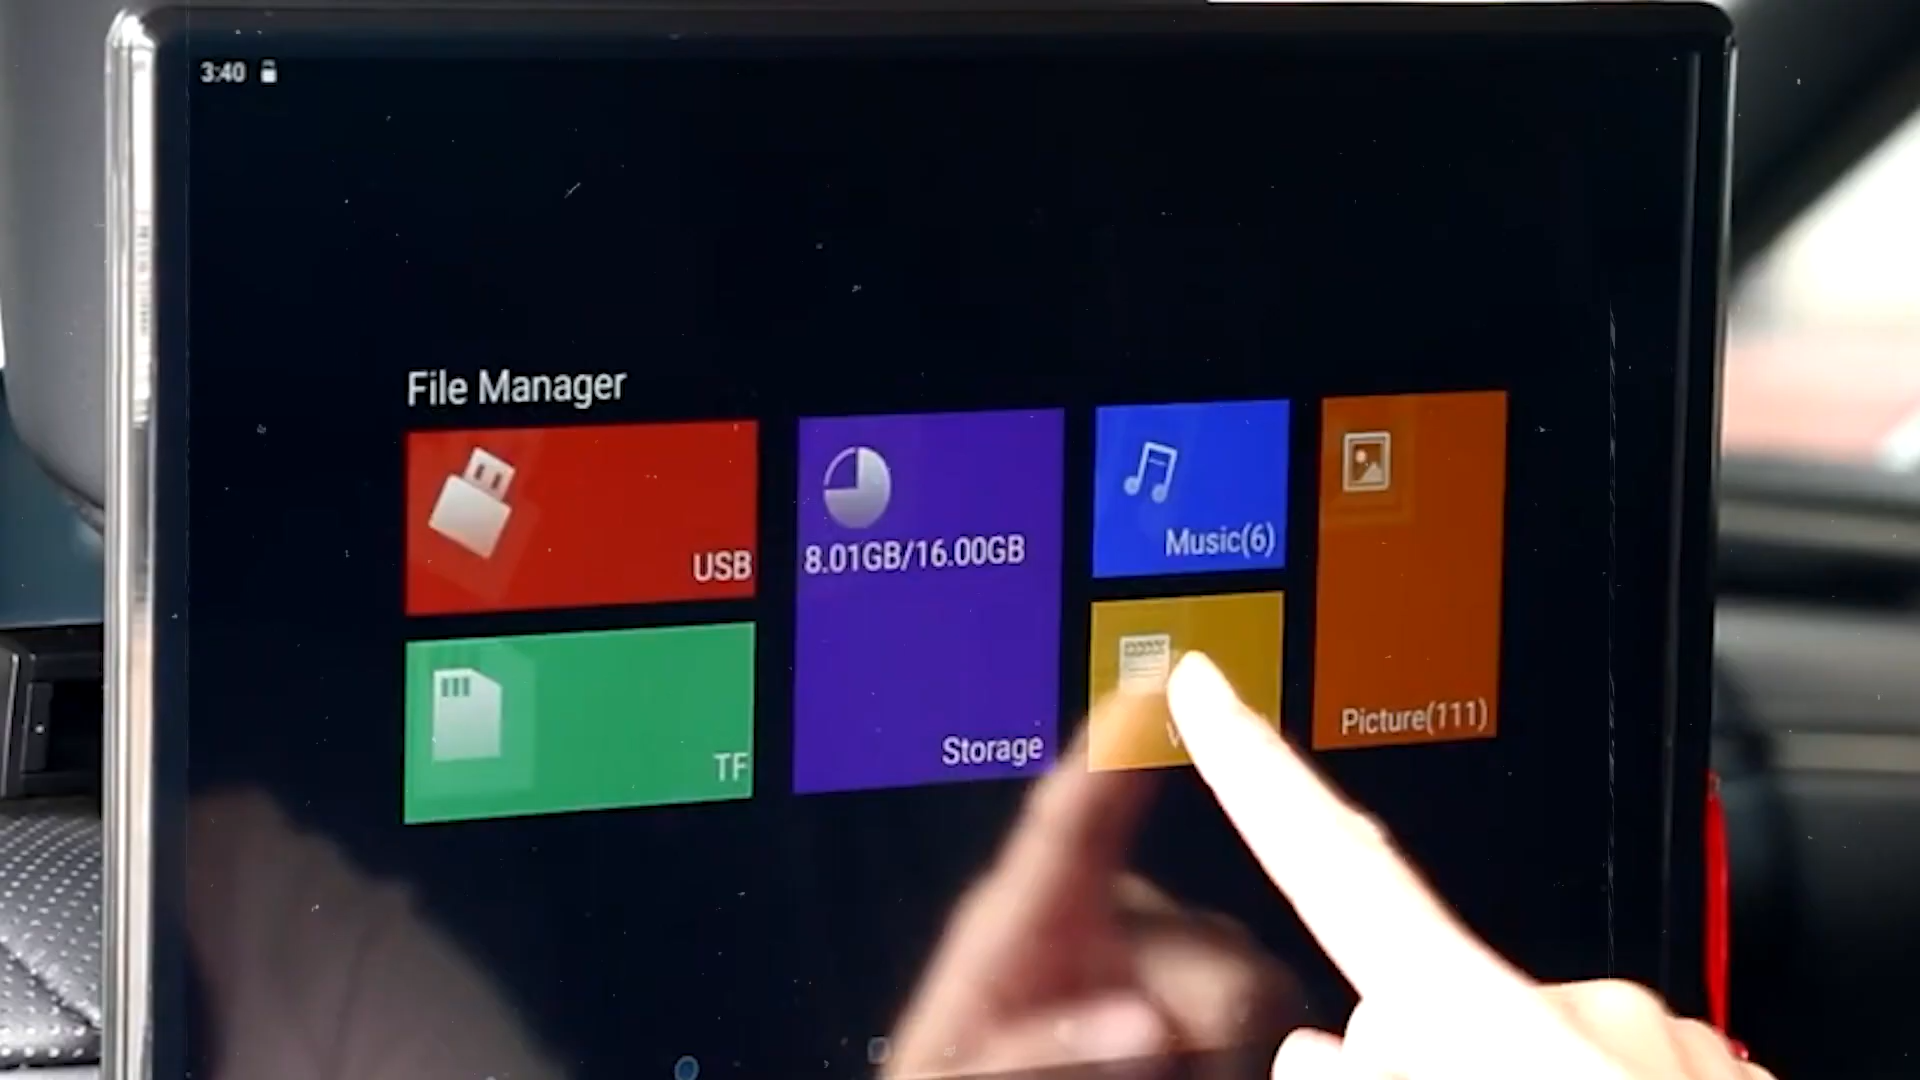 3:40
File Manager
USB
TF
8.01GB/16.00GB
Storage
Music(6)
Picture(111)